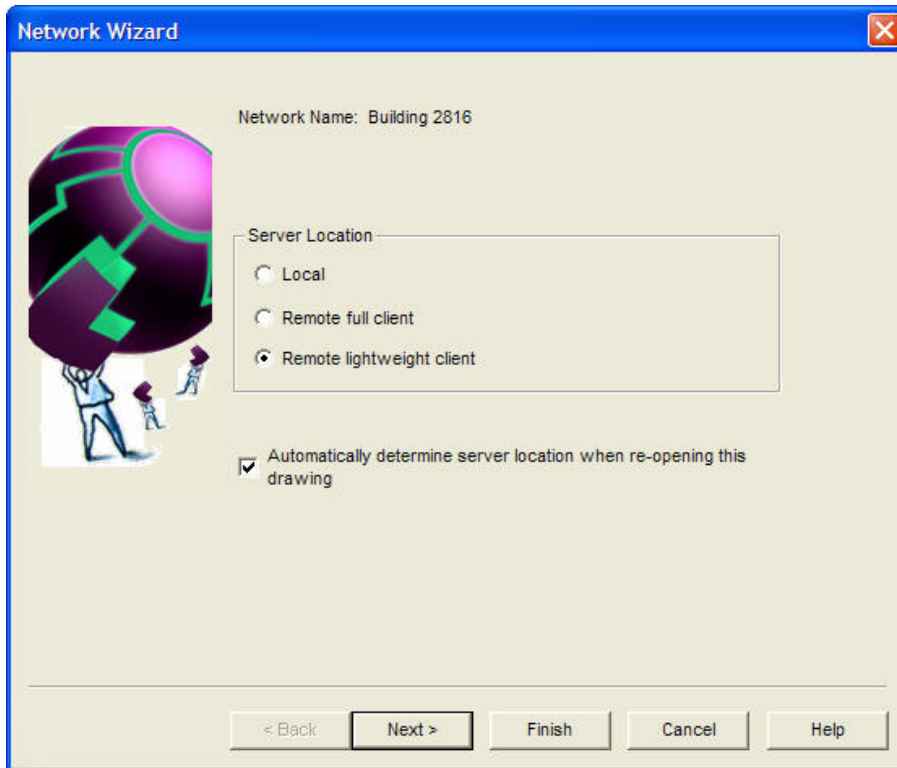 Network Wizard
Network Name: Building 2816
Server Location
Local
Remote full client
Remote lightweight client
Automatically determine server location when re-opening this
drawing
< Back
Next >
Finish
Cancel
Help